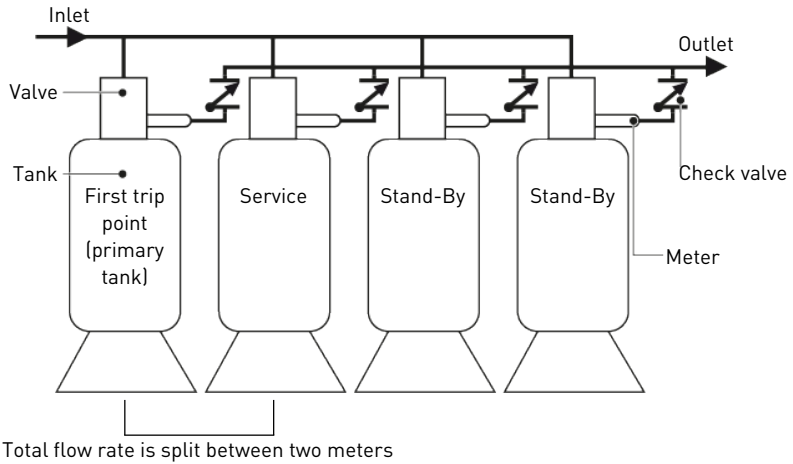 Inlet
Outlet
Valve
Tank
First trip
point
(primary
tank)
Service
Stand-By
Stand-By
Check valve
Meter
Total flow rate is split between two meters